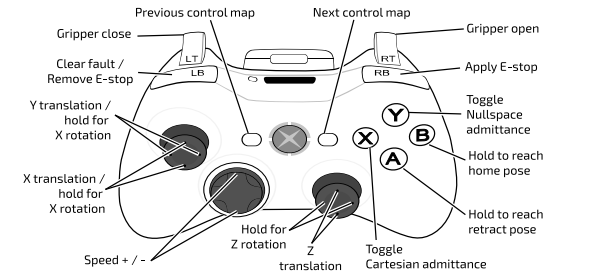 Previous control map
Next control map
Gripper close
Gripper open
LT
RT
Clear fault /
Remove E-stop
LB
RB
Apply E-stop
Y translation /
hold for
X rotation
Toggle
Nullspace
admittance
Y
X
B
A
Hold to reach
home pose
X translation /
hold for
X rotation
Hold to reach
retract pose
Speed + / -
Hold for
Z rotation
Z
translation
Toggle
Cartesian admittance